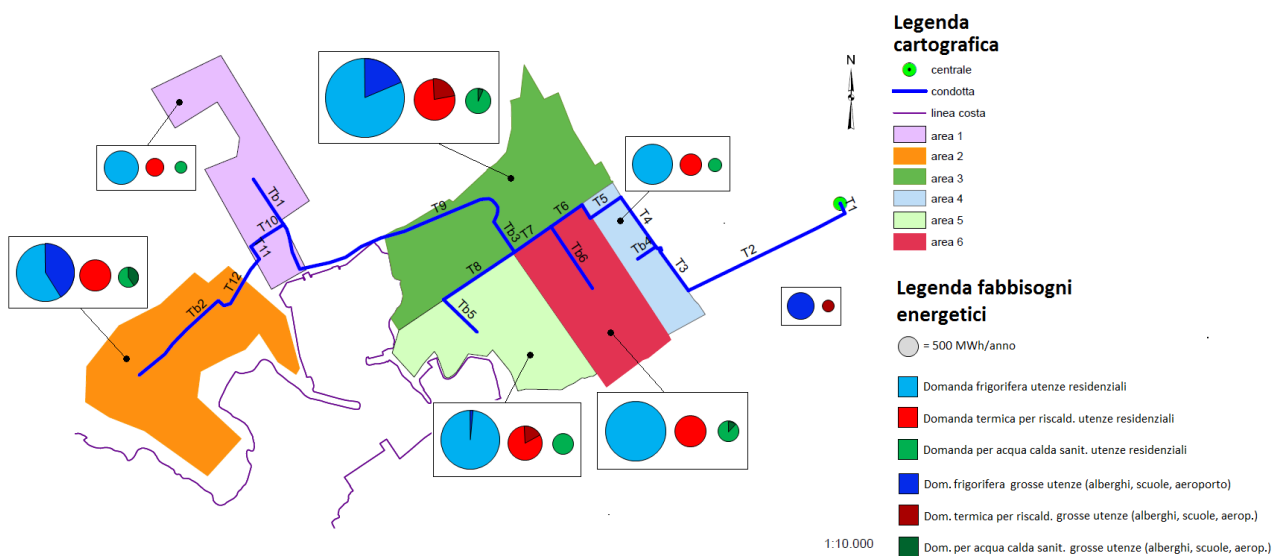 Legenda
cartografica
centrale
condotta
linea costa
area 1
area 2
area 3
area 4
area 5
area 6
N
Tb1
T10
T11
T12
Tb2
T9
Tb3
T7
T6
T5
T4
Tb4
T3
T2
T1
T8
Tb5
Tb6
Legenda fabbisogni
energetici
= 500 MWh/anno
Domanda frigorifera utenze residenziali
Domanda termica per riscald. utenze residenziali
Domanda per acqua calda sanit. utenze residenziali
Dom. frigorifera grosse utenze (alberghi, scuole, aeroporto)
Dom. termica per riscald. grosse utenze (alberghi, scuole, aerop.)
Dom. per acqua calda sanit. grosse utenze (alberghi, scuole, aerop.)
1:10.000